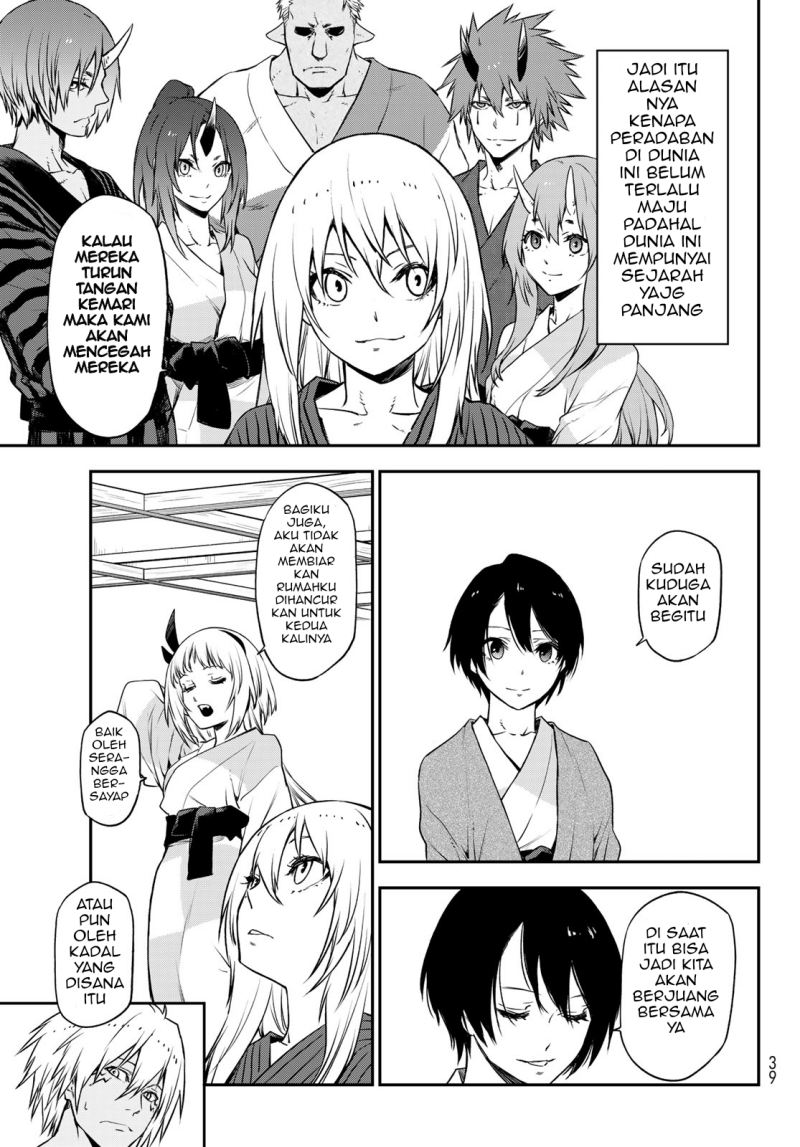 JADI ITU
ALASAN
NYA
KENAPA
PERADABAN
DI DUNIA
INI BELUM
TERLALU
MAJU
PADAHAL
DUNIA INI
MEMPUNYAI
SEJARAH
YAJG
PANJANG
KALAU
MEREKA
TURUN
TANGAN
KEMARI
MAKA KAMI
AKAN
MENCEGAH
MEREKA
SUDAH
KUDUGA
AKAN
BEGITU
BAGIKU
JUGA,
AKU TIDAK
AKAN
MEMBIAR
KAN
RUMAHKU
DIHANCUR
KAN UNTUK
KEDUA
KALINYA
BAIK
OLEH
SERA-
NGGA
BER-
SAYAP
ATAU
PUN
OLEH
KADAL
YANG
DISANA
ITU
DI SAAT
ITU BISA
JADI KITA
AKAN
BERJUANG
BERSAMA
YA
39